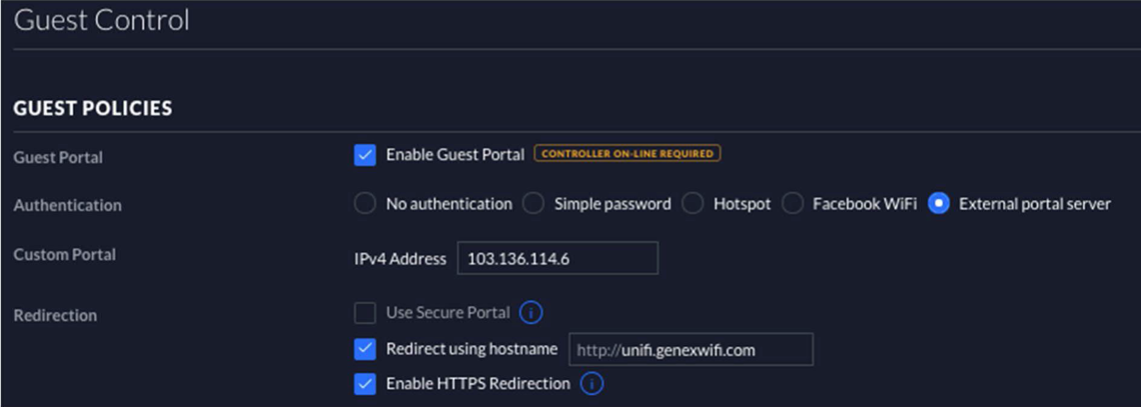 Guest Control
GUEST POLICIES
Guest Portal Enable Guest Portal CONTROLLER ON-LINE REQUIRED
Authentication No authentication Simple password Hotspot Facebook WiFi External portal server
Custom Portal IPv4 Address 103.136.114.6
Redirection Use Secure Portal i
Redirect using hostname http://unifi.genexwifi.com
Enable HTTPS Redirection i